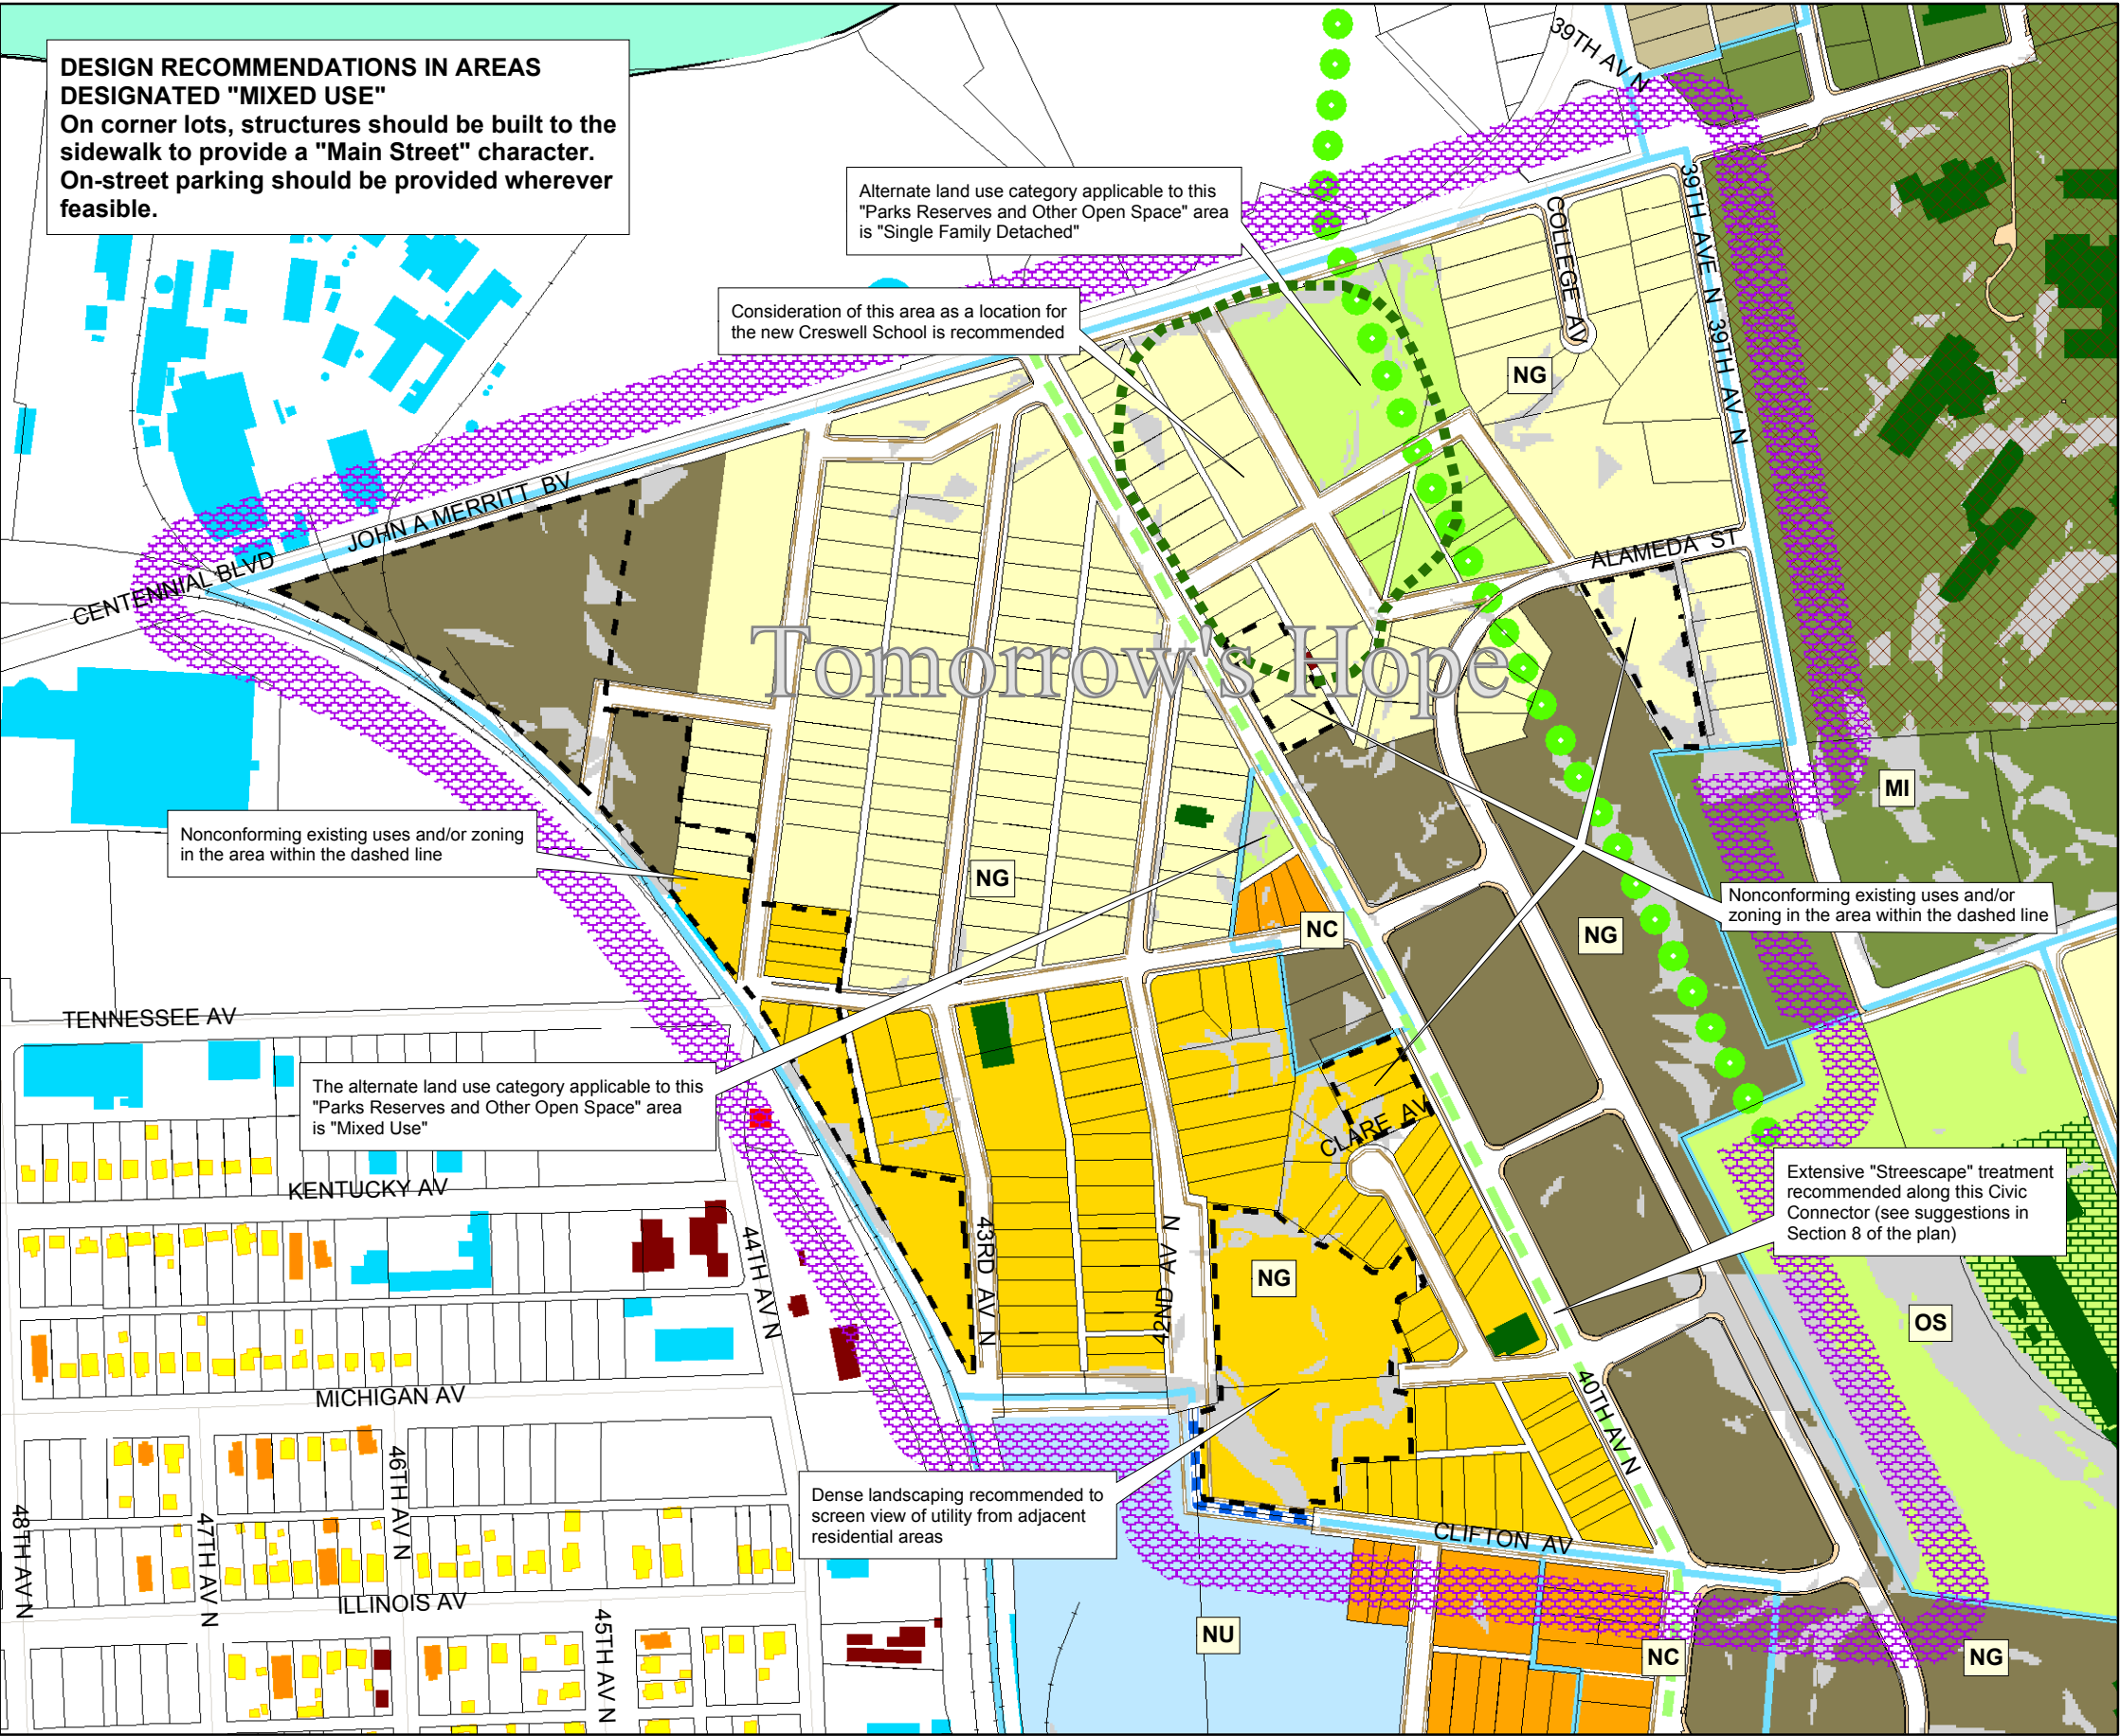 DESIGN RECOMMENDATIONS IN AREAS
DESIGNATED "MIXED USE"
On corner lots, structures should be built to the
sidewalk to provide a "Main Street" character.
On-street parking should be provided wherever
feasible.
39TH AV N
Alternate land use category applicable to this
"Parks Reserves and Other Open Space" area
is "Single Family Detached"
COLLEGE AV
39TH AVE N
39TH AV N
Consideration of this area as a location for
the new Creswell School is recommended
NG
JOHN A MERRITT BV
CENTENNIAL BLVD
ALAMEDA ST
Tomorrow's Hope
MI
Nonconforming existing uses and/or zoning
in the area within the dashed line
NG
NC
Nonconforming existing uses and/or
zoning in the area within the dashed line
NG
TENNESSEE AV
The alternate land use category applicable to this
"Parks Reserves and Other Open Space" area
is "Mixed Use"
CLARE AV
KENTUCKY AV
Extensive "Streescape" treatment
recommended along this Civic
Connector (see suggestions in
Section 8 of the plan)
44TH AV N
43RD AV N
42ND AV N
NG
OS
MICHIGAN AV
40TH AV N
46TH AV N
Dense landscaping recommended to
screen view of utility from adjacent
residential areas
48TH AV N
47TH AV N
CLIFTON AV
ILLINOIS AV
45TH AV N
NU
NC
NG